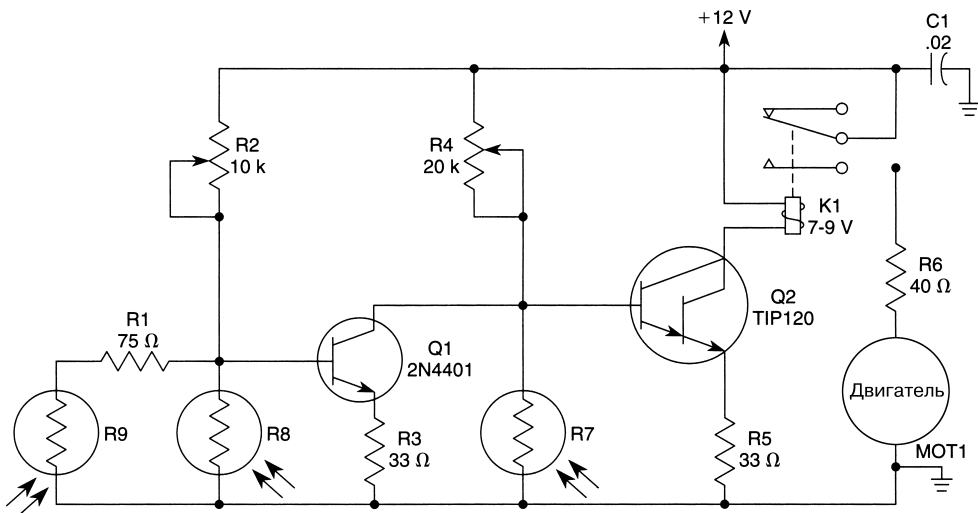 +12 V
C1
.02
R2
10 k
R4
20 k
K1
7-9 V
R6
40 Ω
R1
75 Ω
Q1
2N4401
Q2
TIP120
Двигатель
R9
R8
R3
33 Ω
R7
R5
33 Ω
MOT1